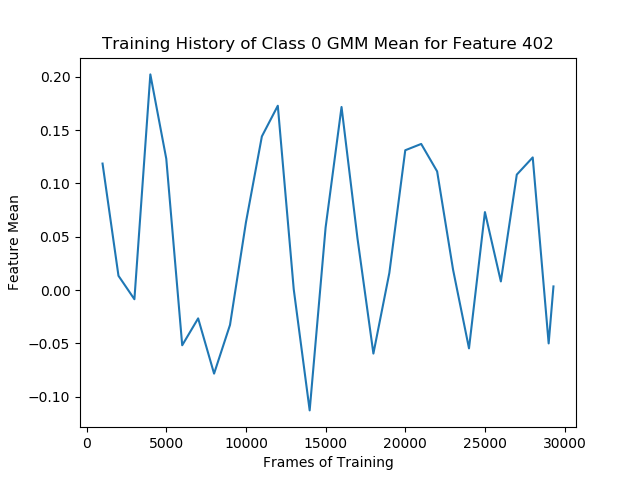 Training History of Class 0 GMM Mean for Feature 402
0.20
0.15
0.10
0.05
0.00
−0.05
−0.10
Feature Mean
0 5000 10000 15000 20000 25000 30000
Frames of Training